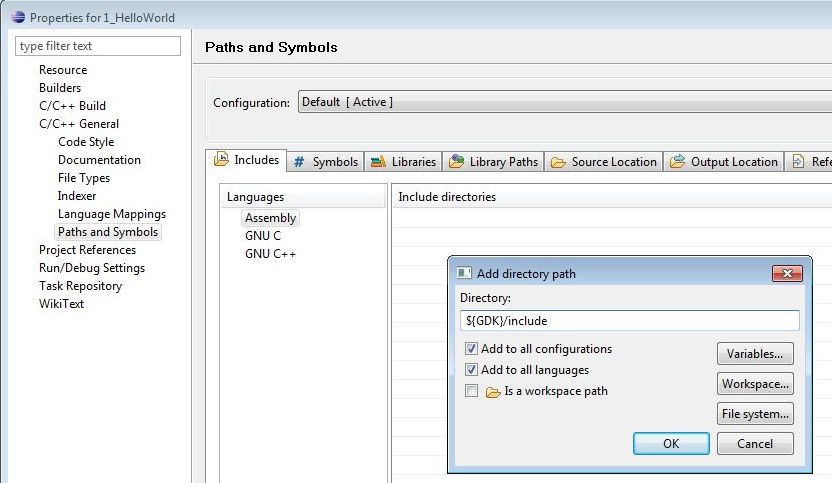 Properties for 1_HelloWorld
type filter text
Resource
Builders
C/C++ Build
C/C++ General
Code Style
Documentation
File Types
Indexer
Language Mappings
Paths and Symbols
Project References
Run/Debug Settings
Task Repository
WikiText
Paths and Symbols
Configuration: Default [ Active ]
Includes # Symbols Libraries Library Paths Source Location Output Location Refe
Languages Include directories
Assembly
GNU C
GNU C++
Add directory path
Directory:
${GDK}/include
Add to all configurations Variables...
Add to all languages
Is a workspace path Workspace...
File system...
OK Cancel